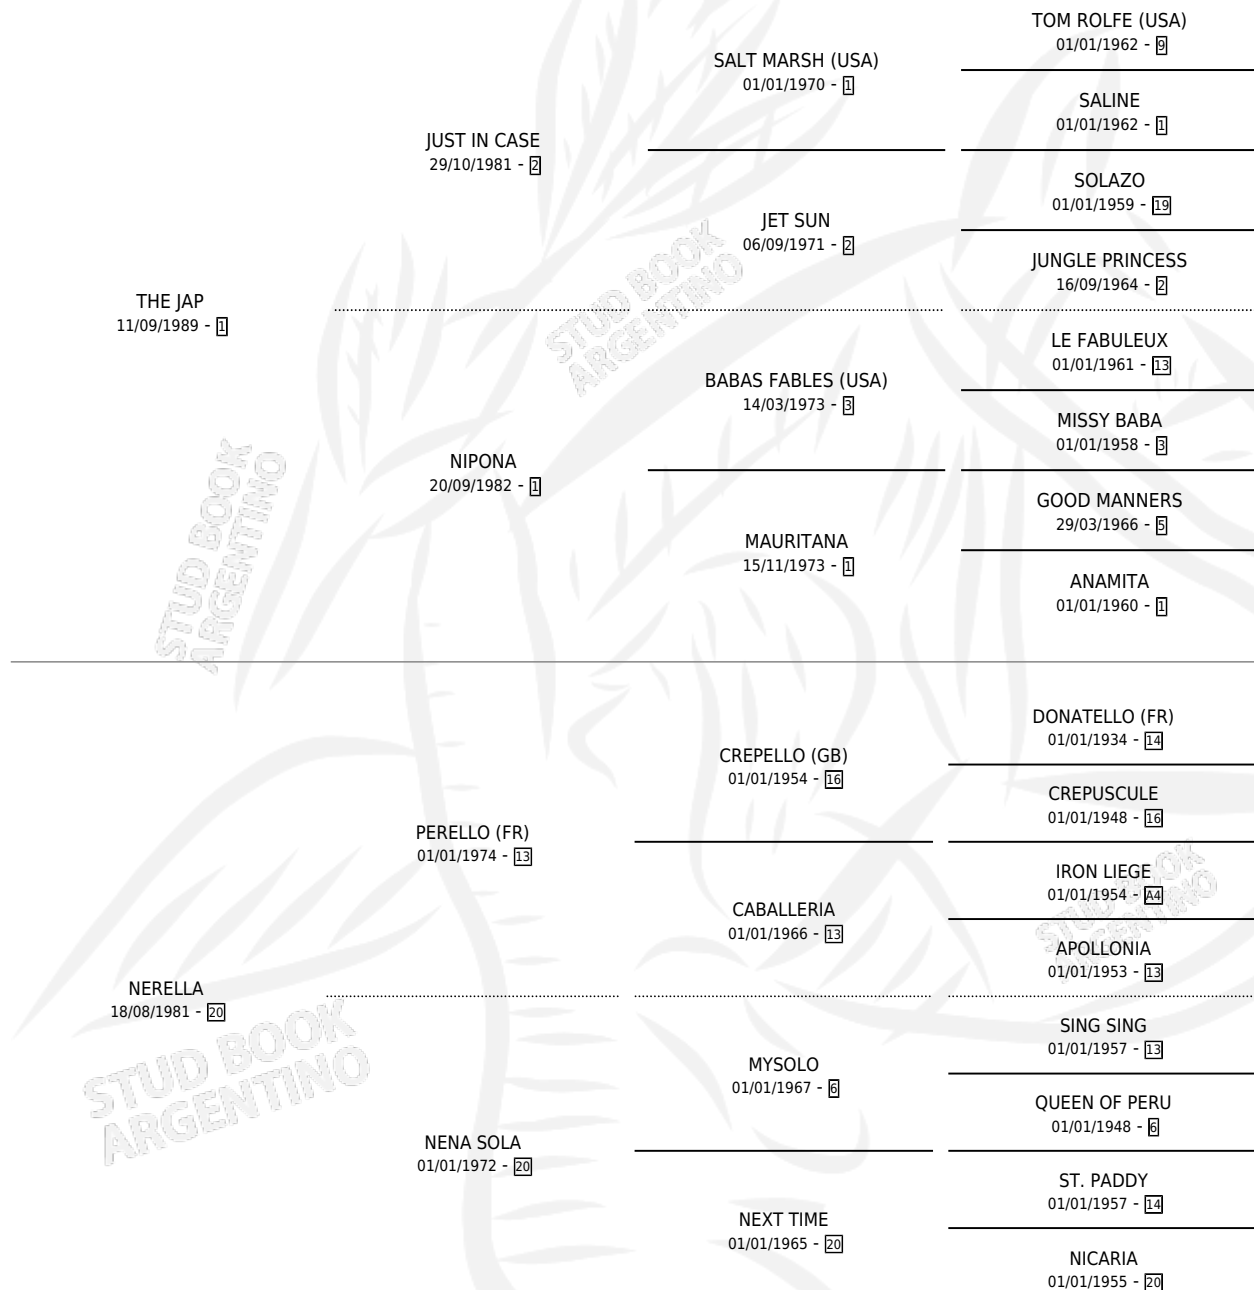 TOM ROLFE (USA)
01/01/1962 - 9
SALT MARSH (USA)
01/01/1970 - 1
SALINE
01/01/1962 - 1
JUST IN CASE
29/10/1981 - 2
SOLAZO
01/01/1959 - 19
JET SUN
06/09/1971 - 2
JUNGLE PRINCESS
16/09/1964 - 2
THE JAP
11/09/1989 - 1
STUD BOOK
ARGENTINO
LE FABULEUX
01/01/1961 - 13
BABAS FABLES (USA)
14/03/1973 - 3
MISSY BABA
01/01/1958 - 3
NIPONA
20/09/1982 - 1
GOOD MANNERS
29/03/1966 - 5
MAURITANA
15/11/1973 - 1
ANAMITA
01/01/1960 - 1
STUD BOOK
ARGENTINO
DONATELLO (FR)
01/01/1934 - 14
CREPELLO (GB)
01/01/1954 - 16
CREPUSCULE
01/01/1948 - 16
PERELLO (FR)
01/01/1974 - 13
IRON LIEGE
01/01/1954 - A4
CABALLERIA
01/01/1966 - 13
STUD BOOK
ARGENTINO
APOLLONIA
01/01/1953 - 13
NERELLA
18/08/1981 - 20
STUD BOOK
ARGENTINO
SING SING
01/01/1957 - 13
MYSOLO
01/01/1967 - 6
QUEEN OF PERU
01/01/1948 - 6
NENA SOLA
01/01/1972 - 20
ST. PADDY
01/01/1957 - 14
NEXT TIME
01/01/1965 - 20
NICARIA
01/01/1955 - 20